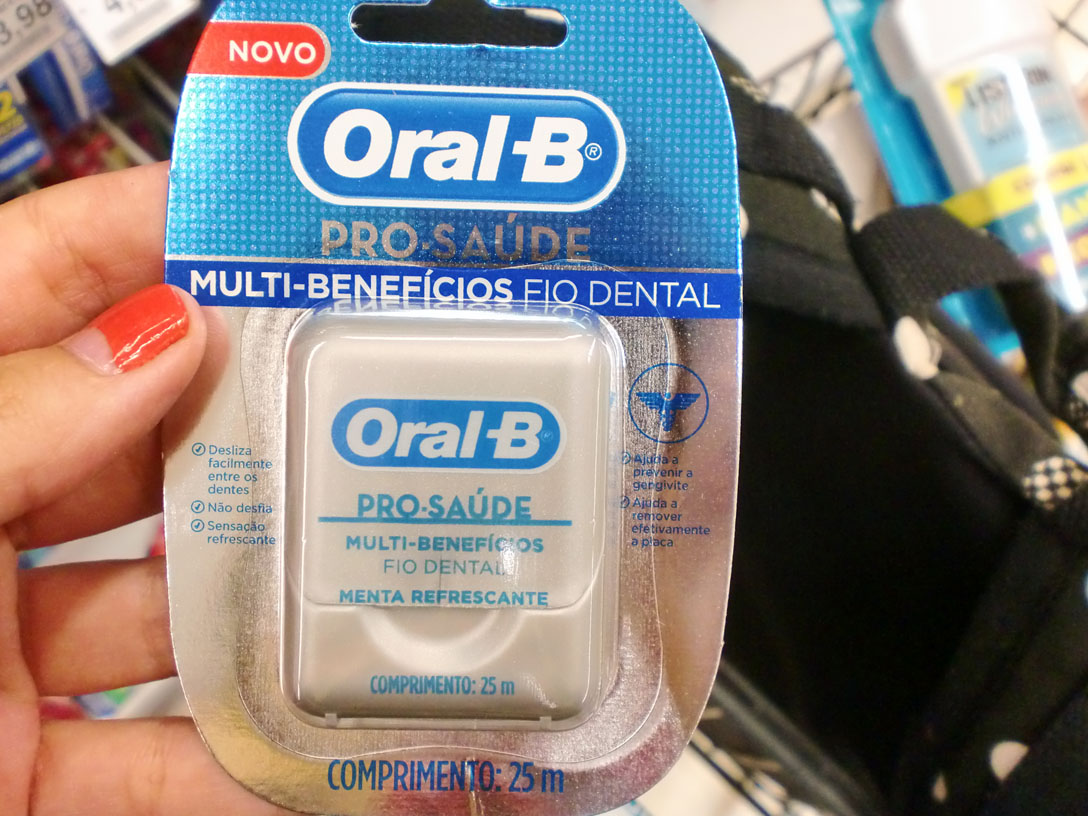 NOVO
Oral-B®
PRO-SAÚDE
MULTI-BENEFÍCIOS FIO DENTAL
Oral-B®
PRO-SAÚDE
MULTI-BENEFÍCIOS
FIO DENTAL
MENTA REFRESCANTE
COMPRIMENTO: 25 m
Desliza
facilmente
entre os
dentes
Não desfia
Sensação
refrescante
Ajuda a
prevenir a
gengivite
Ajuda a
remover
efetivamente
a placa
COMPRIMENTO: 25 m